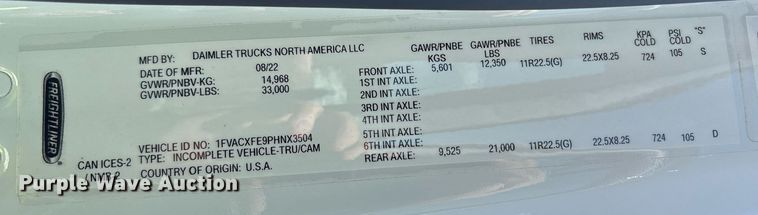 FREIGHTLINER
MFD BY: DAIMLER TRUCKS NORTH AMERICA LLC
DATE OF MFR: 08/22
GVWR/PNBV-KG: 14,968
GVWR/PNBV-LBS: 33,000
VEHICLE ID NO: 1FVACXFE9PHNX3504
CAN ICES-2 TYPE: INCOMPLETE VEHICLE-TRU/CAM
/ NMB-2 COUNTRY OF ORIGIN: U.S.A.
GAWR/PNBE KGS GAWR/PNBE LBS TIRES RIMS KPA COLD PSI COLD "S"
FRONT AXLE: 5,601 12,350 11R22.5(G) 22.5X8.25 724 105 S
1ST INT AXLE:
2ND INT AXLE:
3RD INT AXLE:
4TH INT AXLE:
5TH INT AXLE:
6TH INT AXLE:
REAR AXLE: 9,525 21,000 11R22.5(G) 22.5X8.25 724 105 D
Purple Wave Auction
Purple Wave Auction